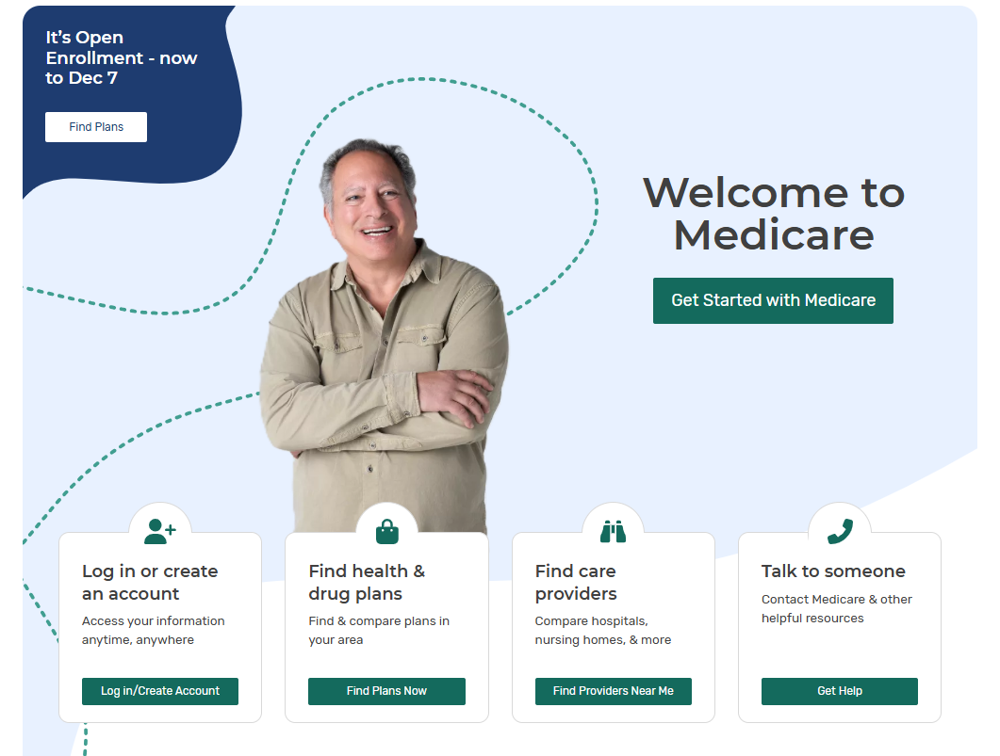 It’s Open
Enrollment - now
to Dec 7
Find Plans
Welcome to
Medicare
Get Started with Medicare
Log in or create
an account
Access your information
anytime, anywhere
Log in/Create Account
Find health &
drug plans
Find & compare plans in
your area
Find Plans Now
Find care
providers
Compare hospitals,
nursing homes, & more
Find Providers Near Me
Talk to someone
Contact Medicare & other
helpful resources
Get Help